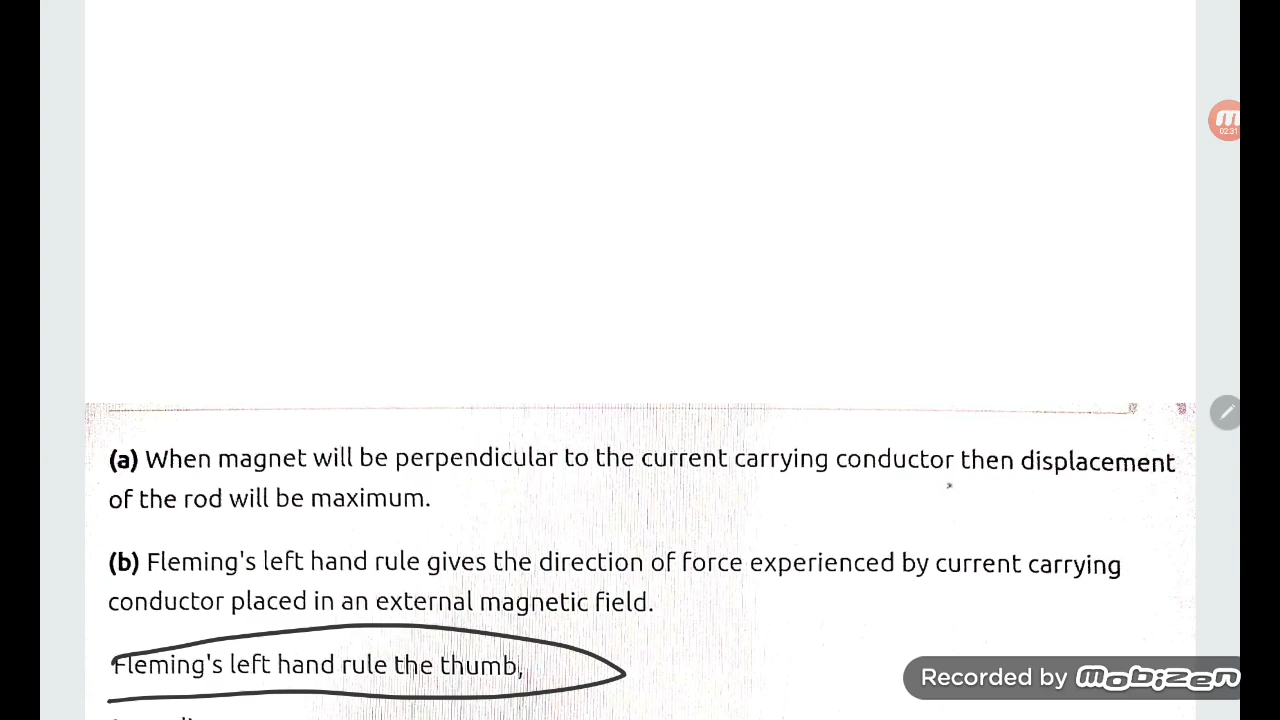 02:31
(a) When magnet will be perpendicular to the current carrying conductor then displacement
of the rod will be maximum.
(b) Fleming's left hand rule gives the direction of force experienced by current carrying
conductor placed in an external magnetic field.
Fleming's left hand rule the thumb,
Recorded by mobizen